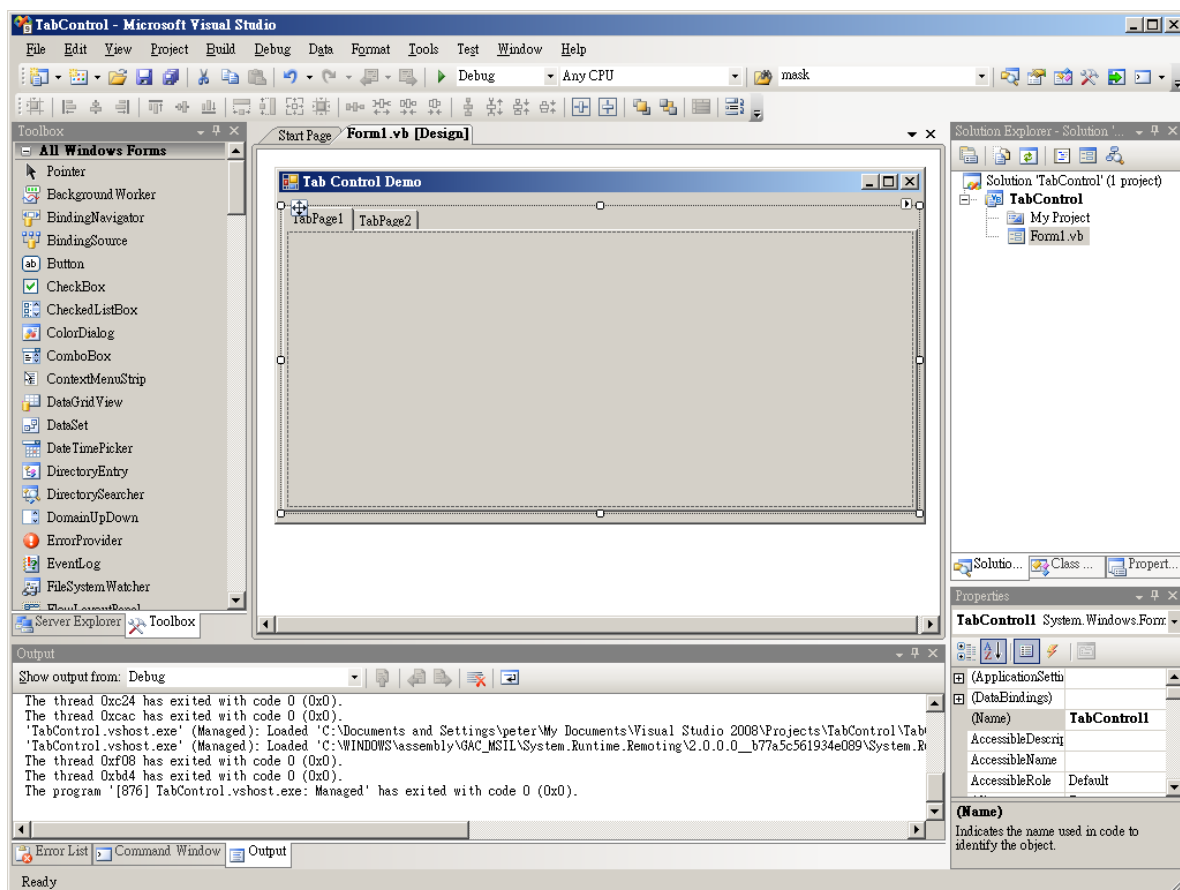 TabControl - Microsoft Visual Studio
File Edit View Project Build Debug Data Format Tools Test Window Help
Debug Any CPU mask
Toolbox
All Windows Forms
Pointer
BackgroundWorker
BindingNavigator
BindingSource
Button
CheckBox
CheckedListBox
ColorDialog
ComboBox
ContextMenuStrip
DataGridView
DataSet
DateTimePicker
DirectoryEntry
DirectorySearcher
DomainUpDown
ErrorProvider
EventLog
FileSystemWatcher
FlowLayoutPanel
Server Explorer Toolbox
Start Page Form1.vb [Design]
Tab Control Demo
TabPage1 TabPage2
Solution Explorer - Solution '...
Solution 'TabControl' (1 project)
TabControl
My Project
Form1.vb
Solutio... Class ... Propert...
Properties
TabControl1 System.Windows.Form
(ApplicationSettin
(DataBindings)
(Name) TabControl1
AccessibleDescrip
AccessibleName
AccessibleRole Default
(Name)
Indicates the name used in code to
identify the object.
Output
Show output from: Debug
The thread 0xc24 has exited with code 0 (0x0).
The thread 0xcac has exited with code 0 (0x0).
'TabControl.vshost.exe' (Managed): Loaded 'C:\Documents and Settings\peter\My Documents\Visual Studio 2008\Projects\TabControl\Tab
'TabControl.vshost.exe' (Managed): Loaded 'C:\WINDOWS\assembly\GAC_MSIL\System.Runtime.Remoting\2.0.0.0__b77a5c561934e089\System.R
The thread 0xf08 has exited with code 0 (0x0).
The thread 0xbd4 has exited with code 0 (0x0).
The program '[876] TabControl.vshost.exe: Managed' has exited with code 0 (0x0).
Error List Command Window Output
Ready